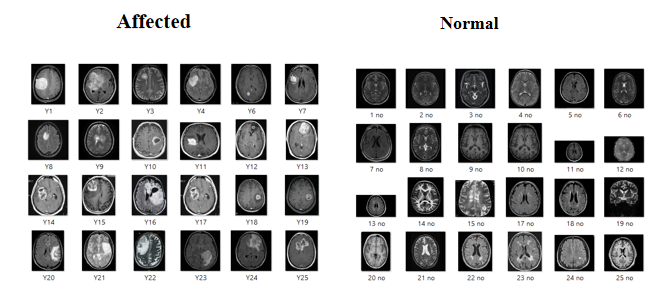 Affected
Normal
Y1 Y2 Y3 Y4 Y6 Y7
Y8 Y9 Y10 Y11 Y12 Y13
Y14 Y15 Y16 Y17 Y18 Y19
Y20 Y21 Y22 Y23 Y24 Y25
1 no 2 no 3 no 4 no 5 no 6 no
7 no 8 no 9 no 10 no 11 no 12 no
13 no 14 no 15 no 17 no 18 no 19 no
20 no 21 no 22 no 23 no 24 no 25 no